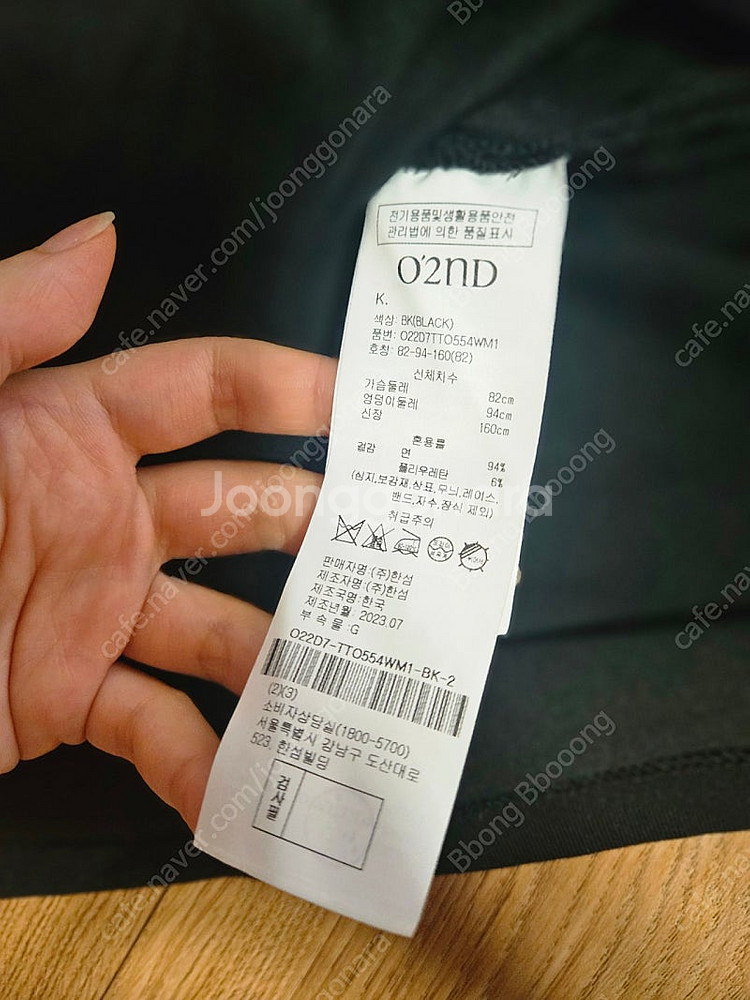 전기용품및생활용품안전
관리법에 의한 품질표시
O'2ND
K.
색상: BK(BLACK)
품번: O22D7TTO554WM1
호칭: 82-94-160(82)
신체치수
가슴둘레 82cm
엉덩이둘레 94cm
신장 160cm
혼용률
겉감 면 94%
폴리우레탄 6%
(심지,보강재,상표,무늬,레이스,
밴드,자수,장식 제외)
취급주의
판매자명:(주)한섬
제조자명:(주)한섬
제조국명:한국
제조년월: 2023.07
부 속 물 :G
O22D7-TTO554WM1-BK-2
(2)(3)
소비자상담실(1800-5700)
서울특별시 강남구 도산대로
523, 한섬빌딩
검사필
Joonggonara
cafe.naver.com/joonggonara
Bbong Bbooong